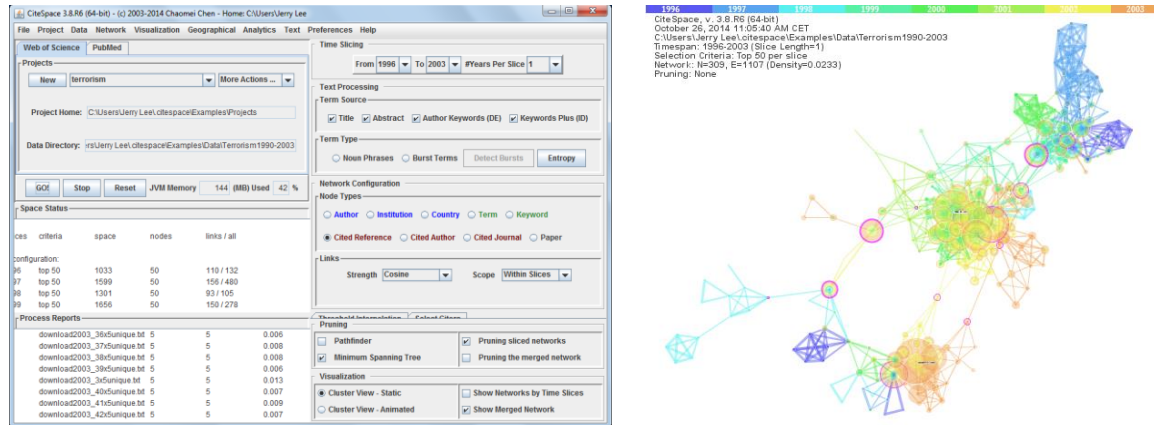 CiteSpace 3.8.R6 (64-bit) - (c) 2003-2014 Chaomei Chen - Home: C:\Users\Jerry Lee
File Project Data Network Visualization Geographical Analytics Text Preferences Help
Web of Science PubMed
Projects
New terrorism More Actions ...
Project Home: C:\Users\Jerry Lee\.citespace\Examples\Projects
Data Directory: ers\Jerry Lee\.citespace\Examples\Data\Terrorism1990-2003
GO! Stop Reset JVM Memory 144 (MB) Used 42 %
Space Status
ces criteria space nodes links / all
configuration:
96 top 50 1033 50 110 / 132
97 top 50 1599 50 156 / 480
98 top 50 1301 50 93 / 105
99 top 50 1656 50 150 / 278
Process Reports
download2003_36x5unique.txt 5 5 0.006
download2003_37x5unique.txt 5 5 0.008
download2003_38x5unique.txt 5 5 0.008
download2003_39x5unique.txt 5 5 0.006
download2003_3x5unique.txt 5 5 0.013
download2003_40x5unique.txt 5 5 0.007
download2003_41x5unique.txt 5 5 0.009
download2003_42x5unique.txt 5 5 0.007
Time Slicing
From 1996 To 2003 #Years Per Slice 1
Text Processing
Term Source
Title Abstract Author Keywords (DE) Keywords Plus (ID)
Term Type
Noun Phrases Burst Terms Detect Bursts Entropy
Network Configuration
Node Types
Author Institution Country Term Keyword
Cited Reference Cited Author Cited Journal Paper
Links
Strength Cosine Scope Within Slices
Threshold Interpolation Select Citers
Pruning
Pathfinder Pruning sliced networks
Minimum Spanning Tree Pruning the merged network
Visualization
Cluster View - Static Show Networks by Time Slices
Cluster View - Animated Show Merged Network
1996 1997 1998 1999 2000 2001 2002 2003
CiteSpace, v. 3.8.R6 (64-bit)
October 26, 2014 11:05:40 AM CET
C:\Users\Jerry Lee\.citespace\Examples\Data\Terrorism1990-2003
Timespan: 1996-2003 (Slice Length=1)
Selection Criteria: Top 50 per slice
Network: N=309, E=1107 (Density=0.0233)
Pruning: None